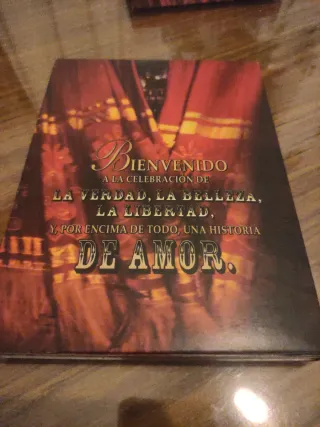 BIENVENIDO
A LA CELEBRACIÓN DE
LA VERDAD, LA BELLEZA,
LA LIBERTAD,
Y, POR ENCIMA DE TODO, UNA HISTORIA
DE AMOR.